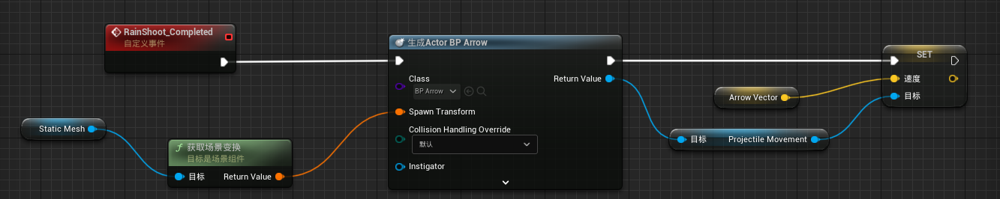 RainShoot_Completed
自定义事件
Static Mesh
获取场景变换
目标是场景组件
目标
Return Value
生成Actor BP Arrow
Class
BP Arrow
Return Value
Spawn Transform
Collision Handling Override
默认
Instigator
Arrow Vector
目标
Projectile Movement
SET
速度
目标